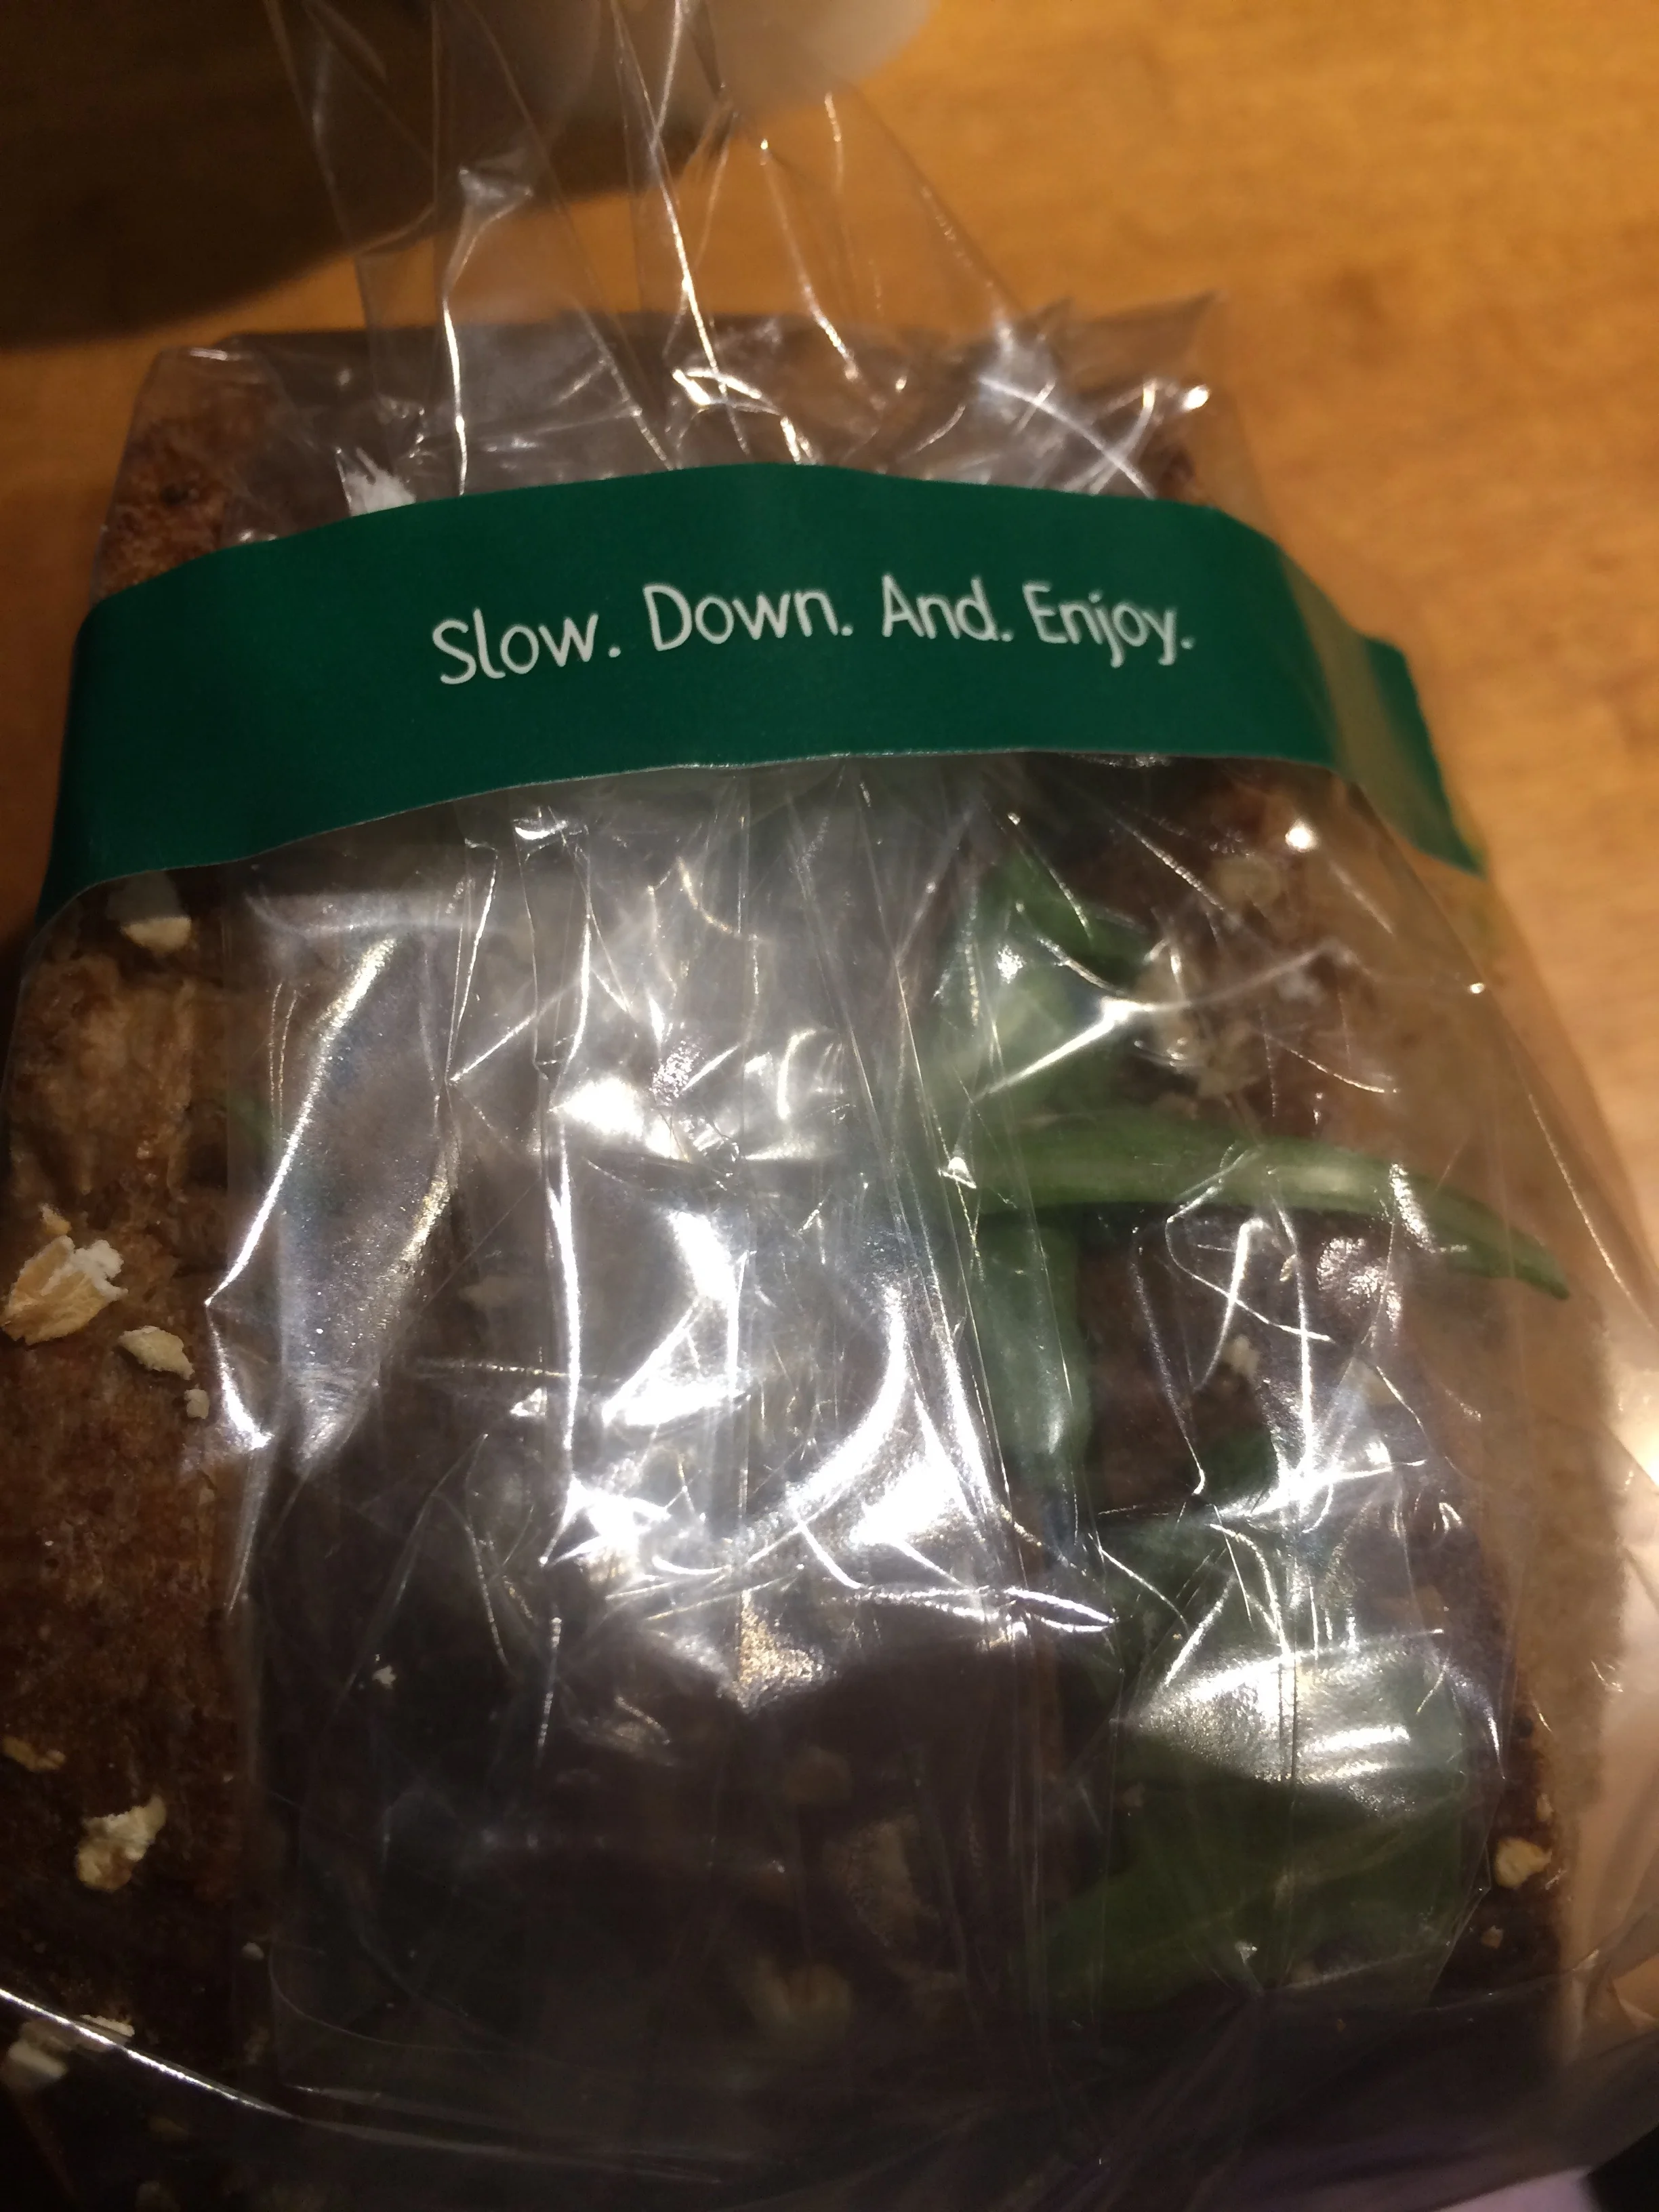 Slow. Down. And. Enjoy.